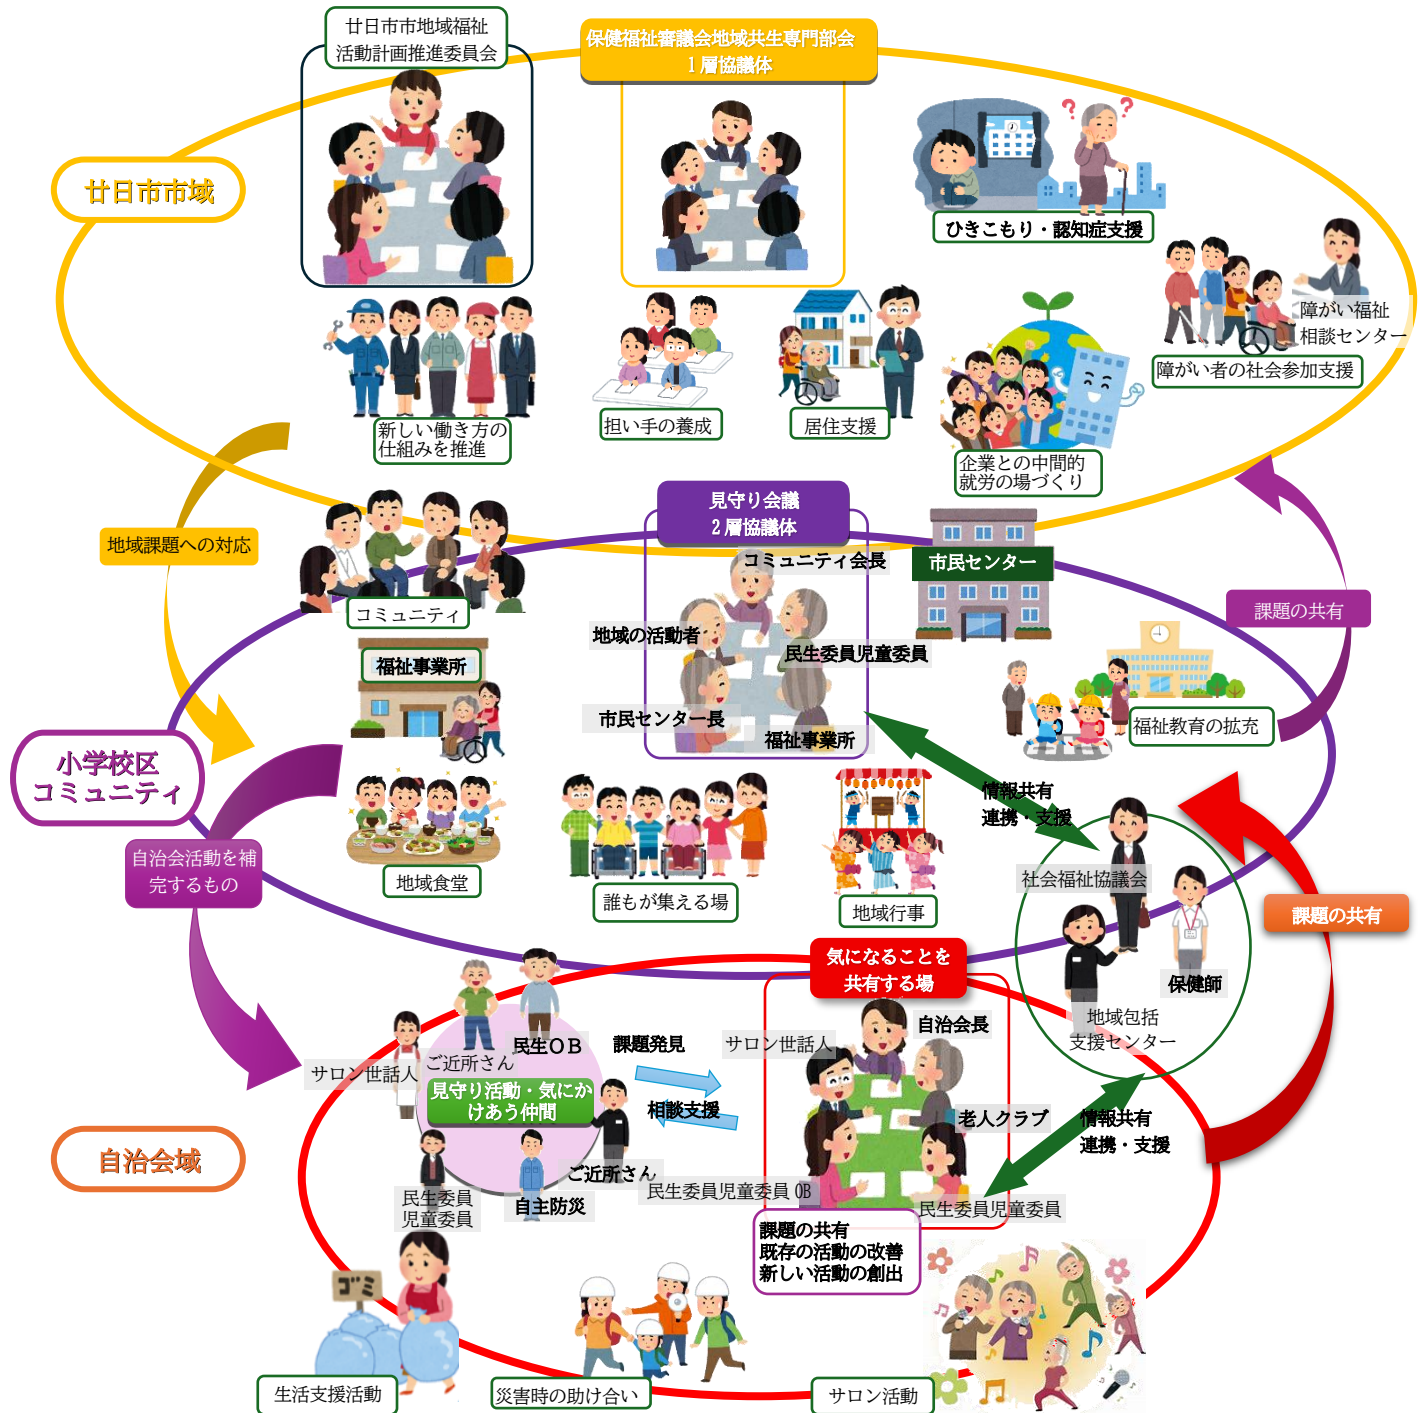 廿日市市地域福祉
活動計画推進委員会
保健福祉審議会地域共生専門部会
1層協議体
廿日市市域
?
?
ひきこもり・認知症支援
障がい福祉
相談センター
障がい者の社会参加支援
新しい働き方の
仕組みを推進
担い手の養成
居住支援
企業との中間的
就労の場づくり
地域課題への対応
見守り会議
2層協議体
コミュニティ会長
市民センター
コミュニティ
地域の活動者
民生委員児童委員
課題の共有
福祉事業所
市民センター長
福祉事業所
福祉教育の拡充
小学校区
コミュニティ
情報共有
連携・支援
自治会活動を補
完するもの
地域食堂
誰もが集える場
地域行事
社会福祉協議会
課題の共有
気になることを
共有する場
保健師
地域包括
支援センター
自治会長
民生OB
課題発見
サロン世話人
ご近所さん
サロン世話人
見守り活動・気にか
けあう仲間
相談支援
老人クラブ
情報共有
連携・支援
自治会域
ご近所さん
民生委員
児童委員
自主防災
民生委員児童委員OB
民生委員児童委員
課題の共有
既存の活動の改善
新しい活動の創出
ゴミ
生活支援活動
災害時の助け合い
サロン活動